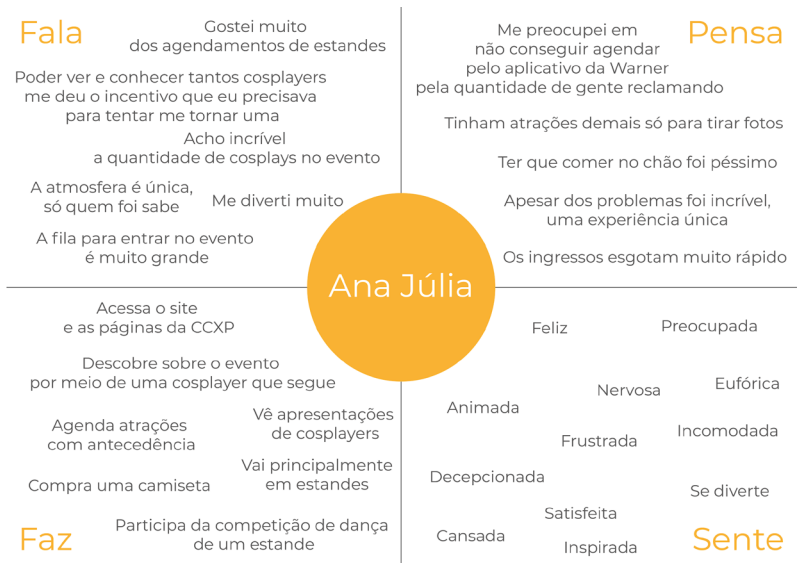 Fala
Gostei muito
dos agendamentos de estandes
Poder ver e conhecer tantos cosplayers
me deu o incentivo que eu precisava
para tentar me tornar uma
Acho incrível
a quantidade de cosplays no evento
A atmosfera é única,
só quem foi sabe
Me diverti muito
A fila para entrar no evento
é muito grande
Pensa
Me preocupei em
não conseguir agendar
pelo aplicativo da Warner
pela quantidade de gente reclamando
Tinham atrações demais só para tirar fotos
Ter que comer no chão foi péssimo
Apesar dos problemas foi incrível,
uma experiência única
Os ingressos esgotam muito rápido
Ana Júlia
Acessa o site
e as páginas da CCXP
Descobre sobre o evento
por meio de uma cosplayer que segue
Agenda atrações
com antecedência
Vê apresentações
de cosplayers
Vai principalmente
em estandes
Compra uma camiseta
Participa da competição de dança
de um estande
Faz
Feliz
Preocupada
Nervosa
Eufórica
Animada
Frustrada
Incomodada
Decepcionada
Se diverte
Satisfeita
Cansada
Inspirada
Sente